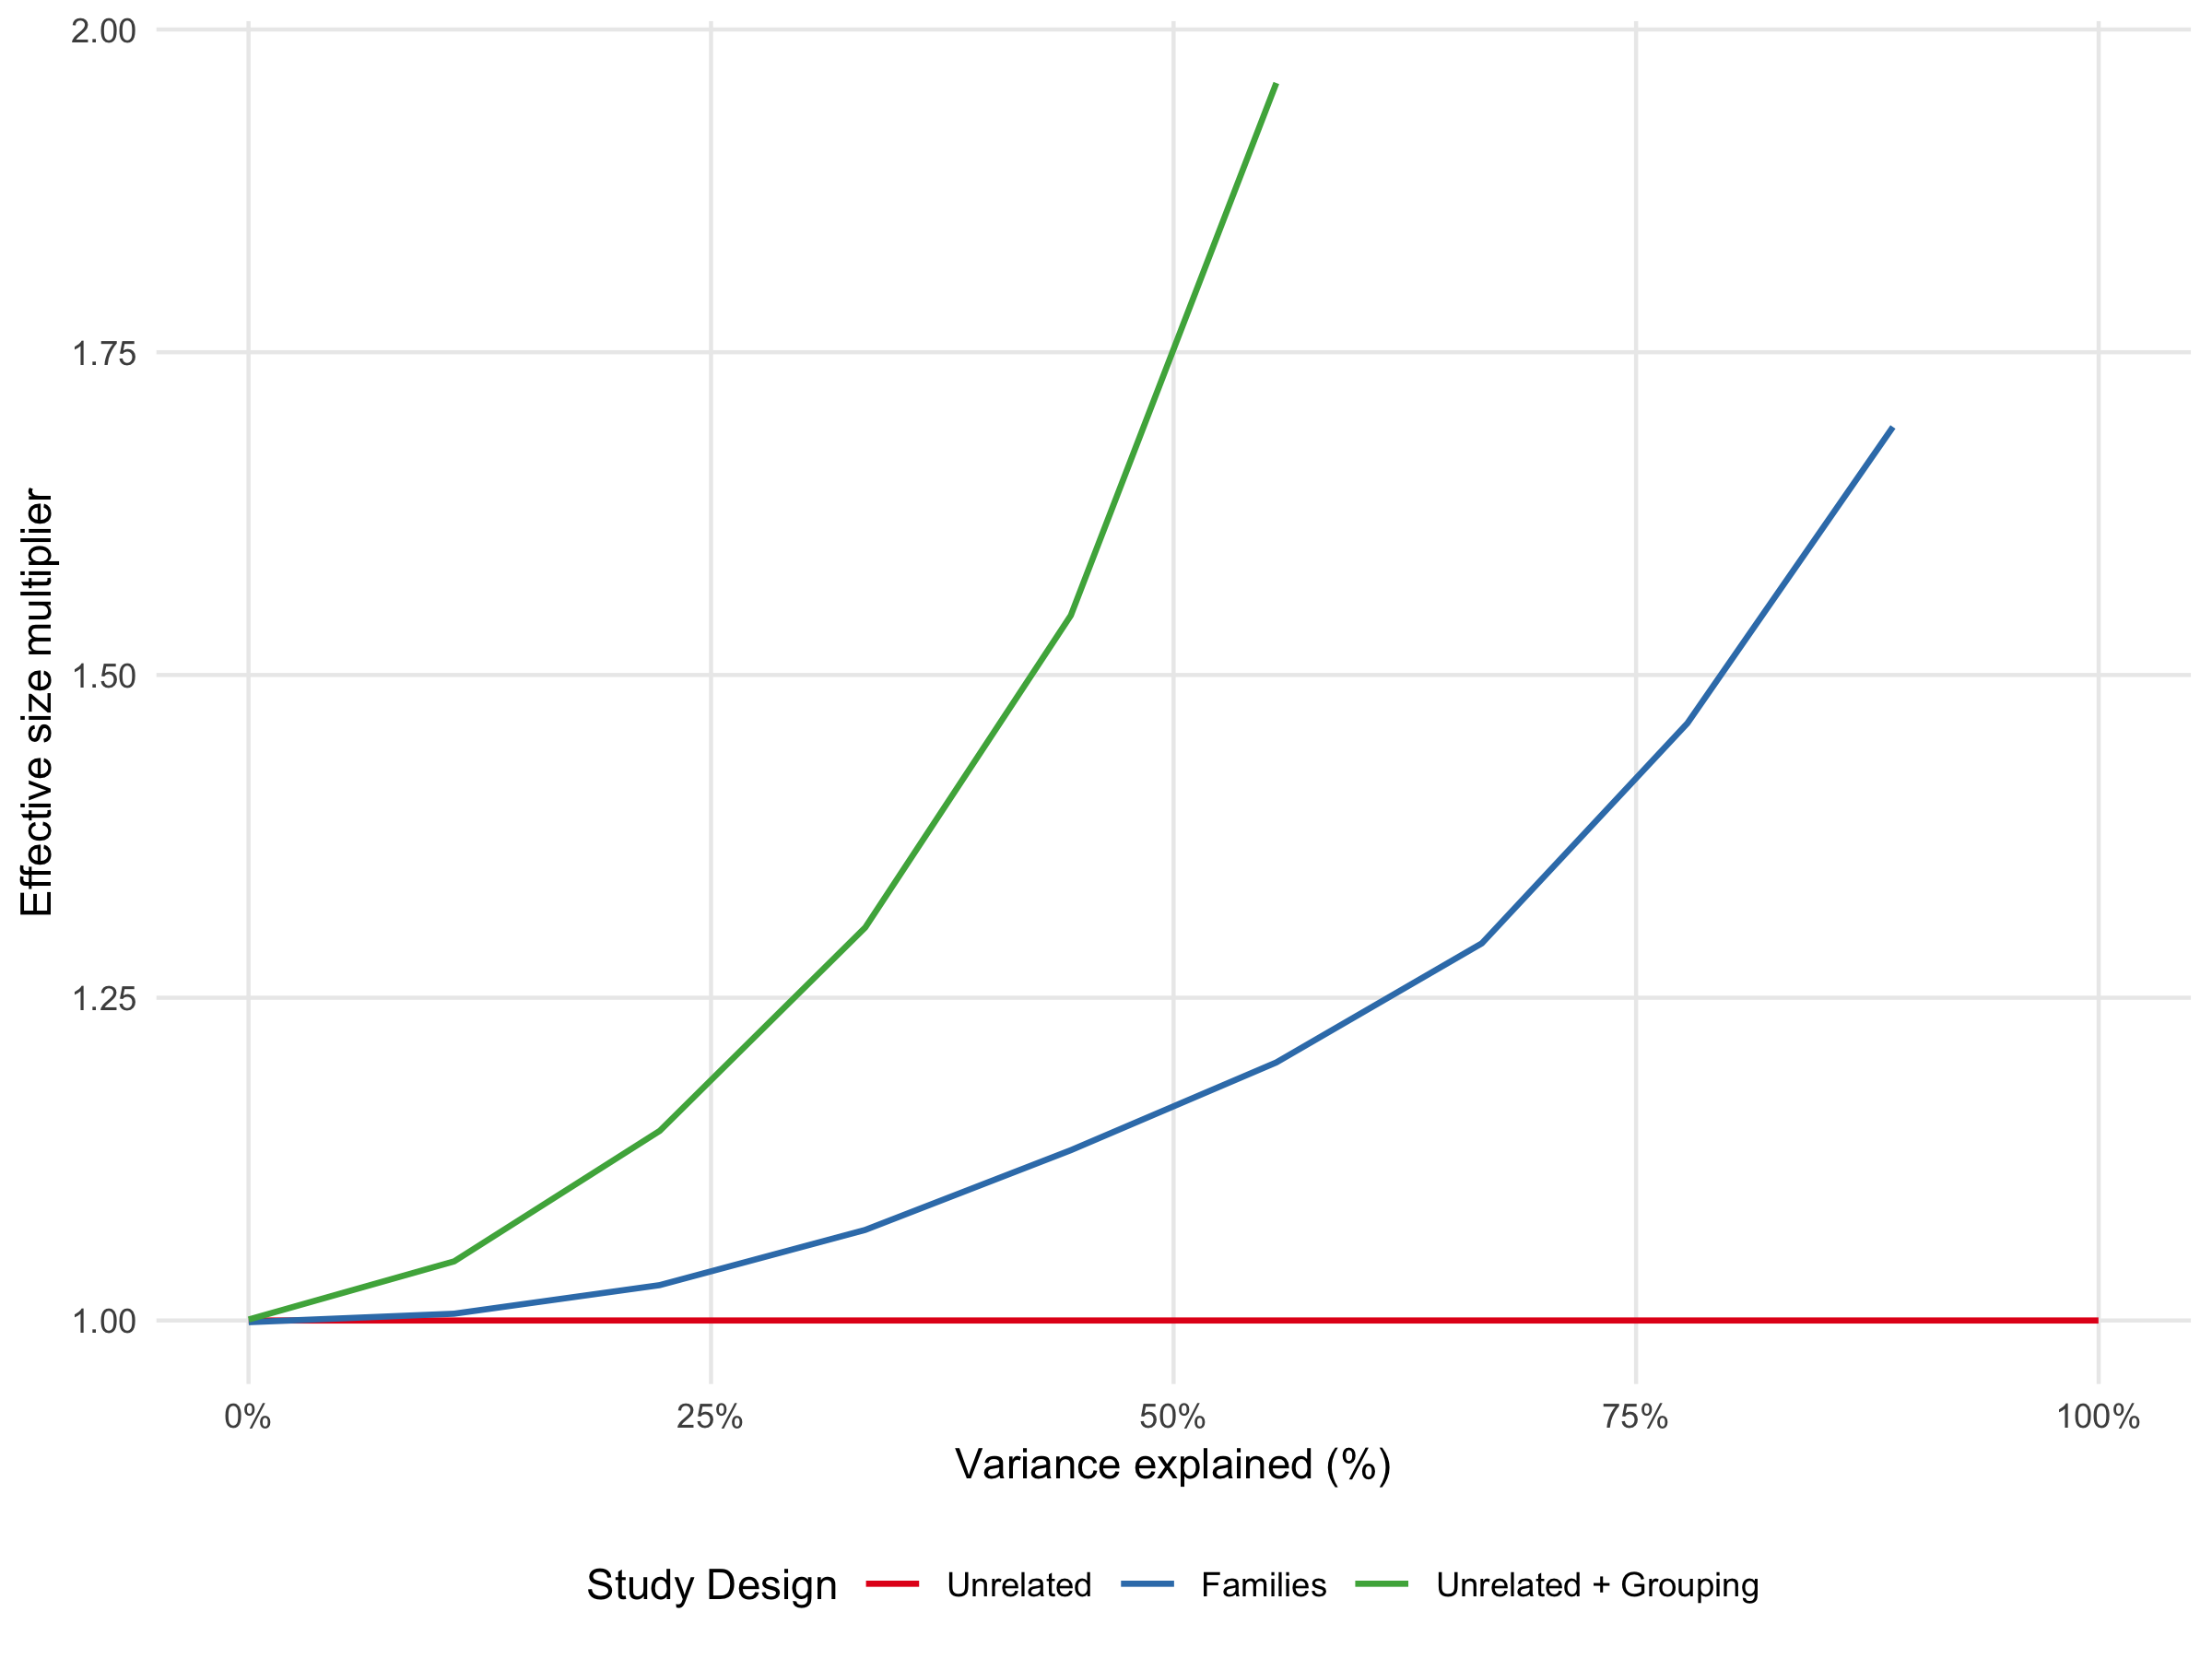 2.00
1.75
1.50
1.25
1.00
Effective size multiplier
0% 25% 50% 75% 100%
Variance explained (%)
Study Design Unrelated Families Unrelated + Grouping